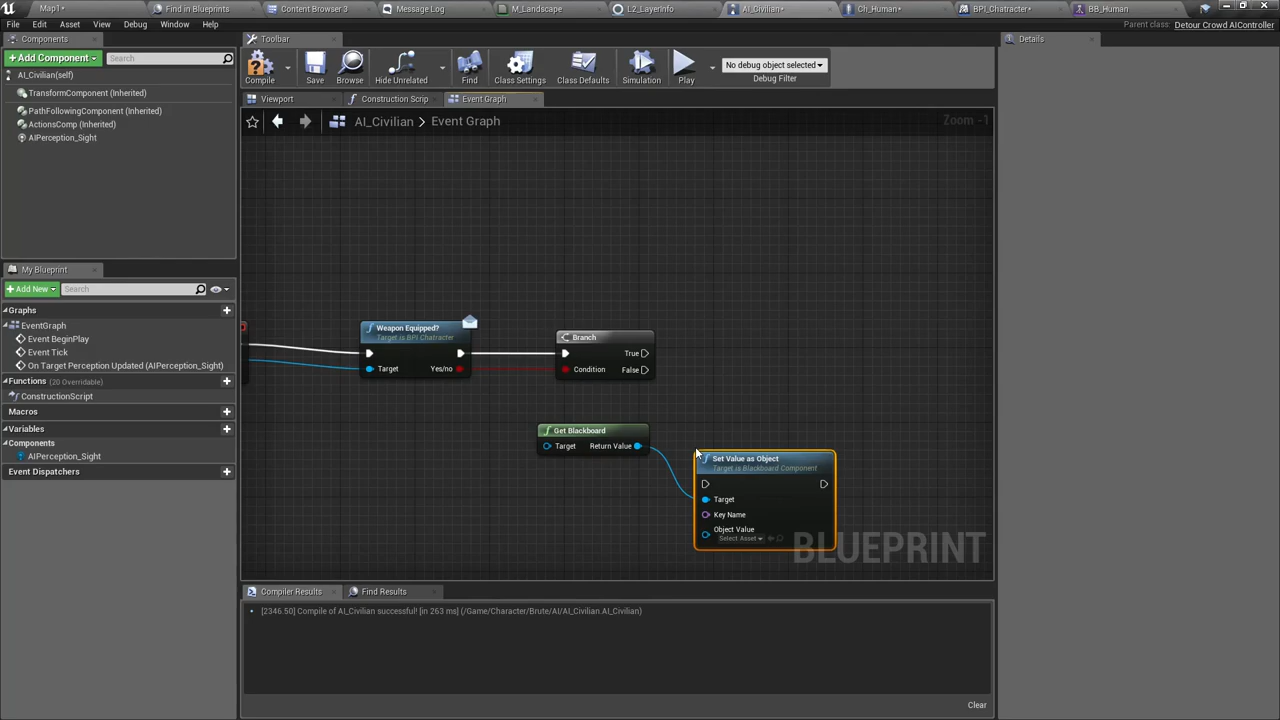 Map1*
Find in Blueprints
Content Browser 3
Message Log
M_Landscape
L2_LayerInfo
AI_Civilian*
Ch_Human*
BPI_Chatracter*
BB_Human
File Edit Asset View Debug Window Help
Parent class: Detour Crowd AIController
Components
Toolbar
Details
+Add Component
Search
AI_Civilian(self)
TransformComponent (Inherited)
PathFollowingComponent (Inherited)
ActionsComp (Inherited)
AIPerception_Sight
Compile
Save
Browse
Hide Unrelated
Find
Class Settings
Class Defaults
Simulation
Play
No debug object selected
Debug Filter
Viewport
Construction Scrip
Event Graph
AI_Civilian > Event Graph
Zoom -1
My Blueprint
+Add New
Search
Graphs
EventGraph
Event BeginPlay
Event Tick
On Target Perception Updated (AIPerception_Sight)
Functions (20 Overridable)
ConstructionScript
Macros
Variables
Components
AIPerception_Sight
Event Dispatchers
Weapon Equipped?
Target is BPI Chatracter
Target
Yes/no
Branch
True
Condition
False
Get Blackboard
Target
Return Value
Set Value as Object
Target is Blackboard Component
Target
Key Name
Object Value
Select Asset
BLUEPRINT
Compiler Results
Find Results
[2346.50] Compile of AI_Civilian successful! [in 263 ms] (/Game/Character/Brute/AI/AI_Civilian.AI_Civilian)
Clear